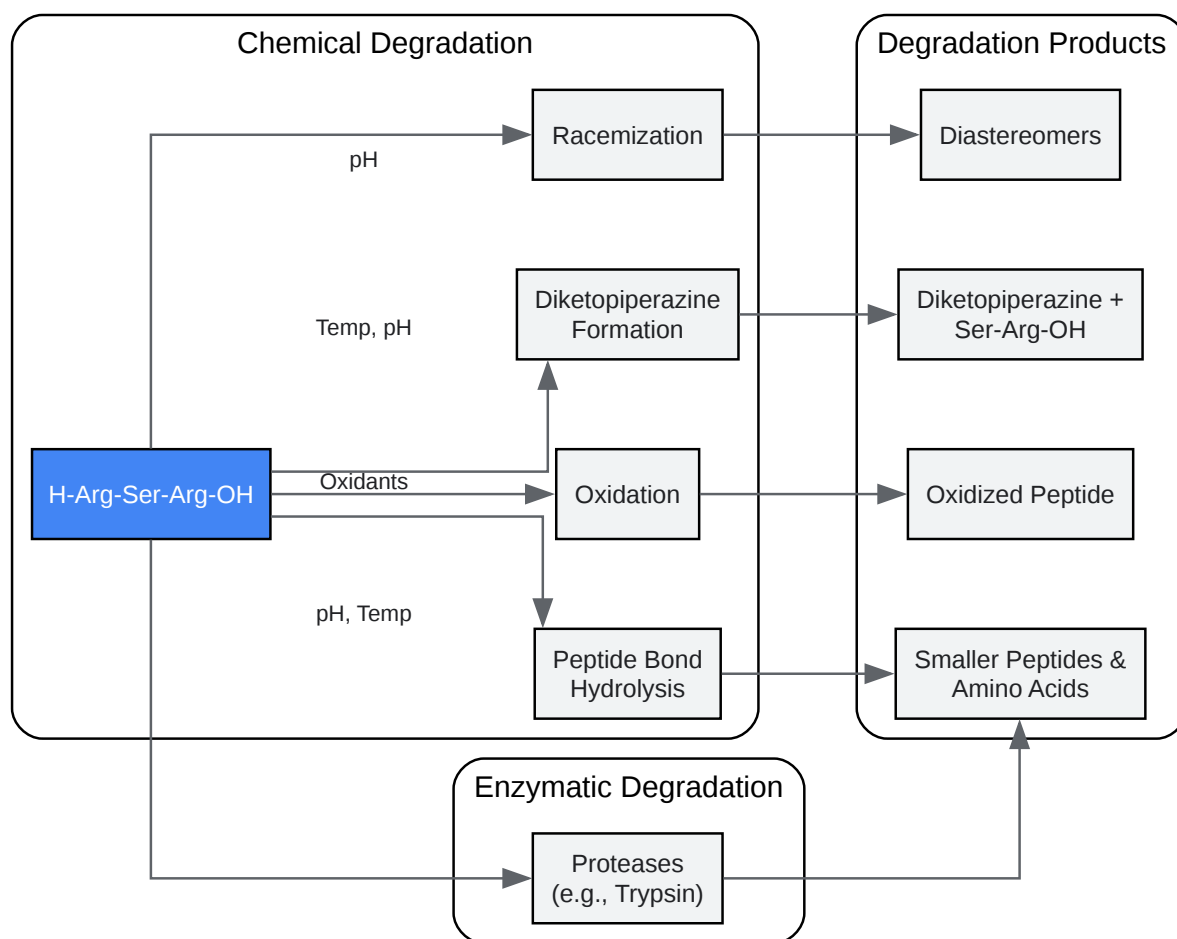 Chemical Degradation
Degradation Products
Racemization
Diastereomers
pH
Diketopiperazine
Formation
Diketopiperazine +
Ser-Arg-OH
Temp, pH
H-Arg-Ser-Arg-OH
Oxidants
Oxidation
Oxidized Peptide
pH, Temp
Peptide Bond
Hydrolysis
Smaller Peptides &
Amino Acids
Enzymatic Degradation
Proteases
(e.g., Trypsin)